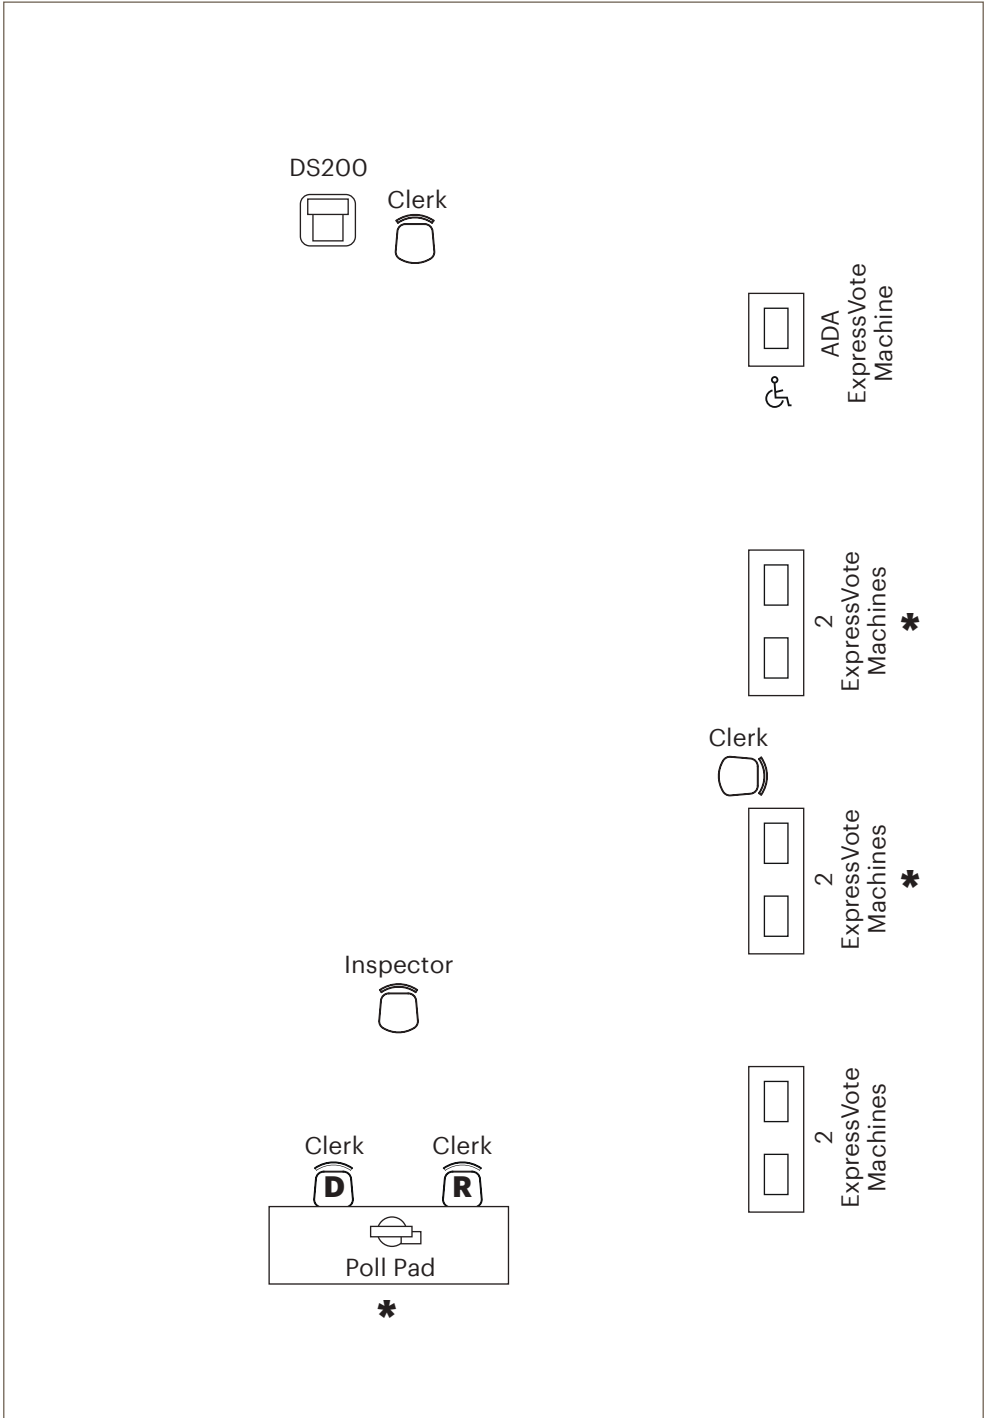 DS200
Clerk
ADA
ExpressVote
Machine
2
ExpressVote
Machines
*
Clerk
2
ExpressVote
Machines
*
Inspector
Clerk
Clerk
D
R
2
ExpressVote
Machines
Poll Pad
*